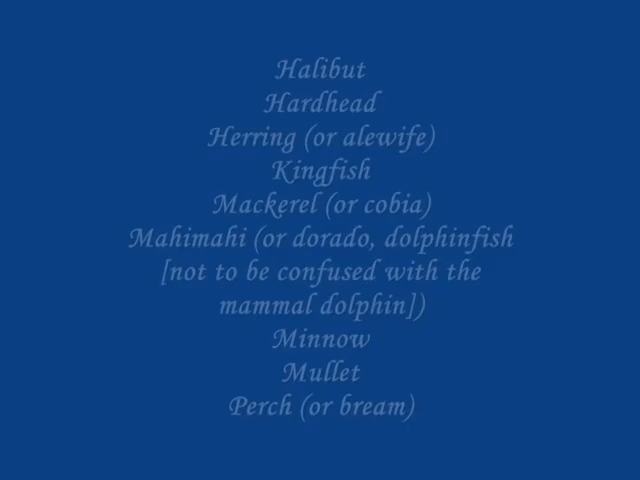 Halibut
Hardhead
Herring (or alewife)
Kingfish
Mackerel (or cobia)
Mahimahi (or dorado, dolphinfish
[not to be confused with the
mammal dolphin])
Minnow
Mullet
Perch (or bream)